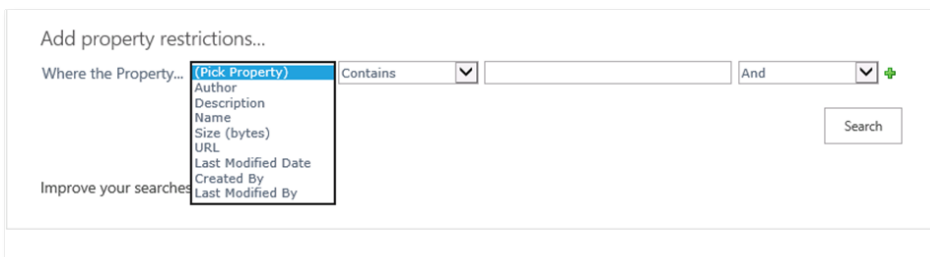 Add property restrictions...
Where the Property... (Pick Property) Contains And
Author
Description
Name
Size (bytes)
URL
Last Modified Date
Created By
Last Modified By
Search
Improve your searches